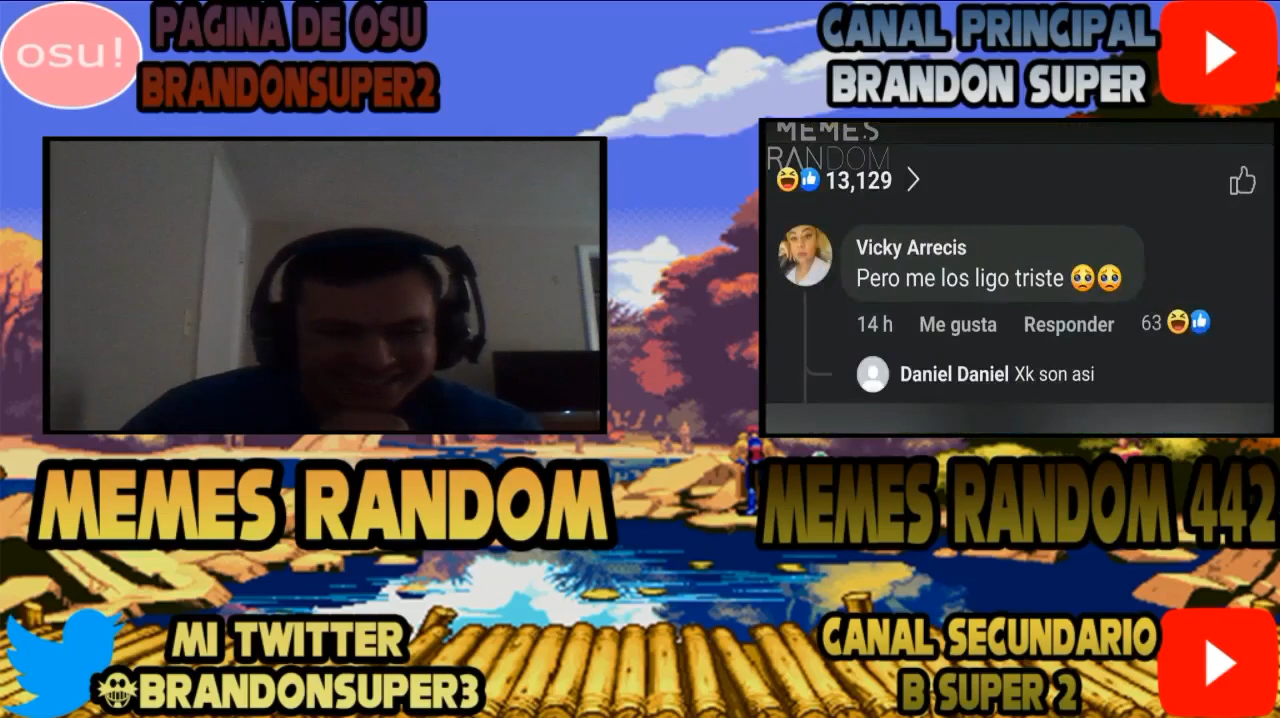 osu!
PAGINA DE OSU
BRANDONSUPER2
CANAL PRINCIPAL
BRANDON SUPER
MEMES
RANDOM
13,129
Vicky Arrecis
Pero me los ligo triste 🥺🥺
14 h Me gusta Responder 63
Daniel Daniel Xk son asi
MEMES RANDOM
MEMES RANDOM 442
MI TWITTER
@BRANDONSUPER3
CANAL SECUNDARIO
B SUPER 2